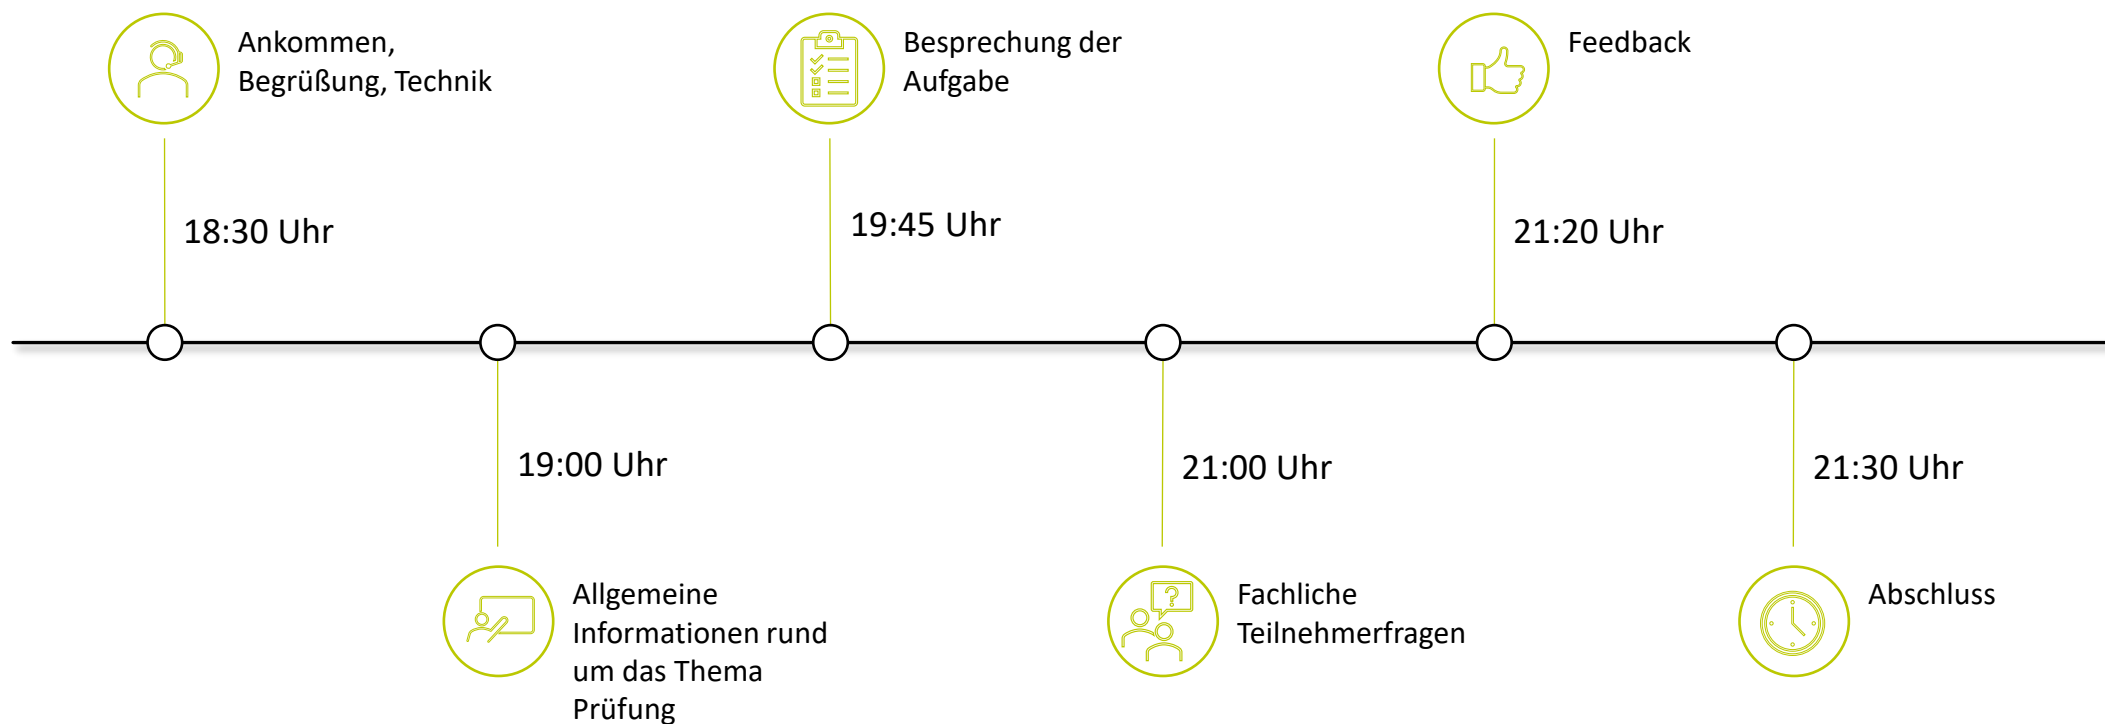 Ankommen,
Begrüßung, Technik
18:30 Uhr
19:00 Uhr
Allgemeine
Informationen rund
um das Thema
Prüfung
Besprechung der
Aufgabe
19:45 Uhr
21:00 Uhr
?
Fachliche
Teilnehmerfragen
Feedback
21:20 Uhr
21:30 Uhr
Abschluss